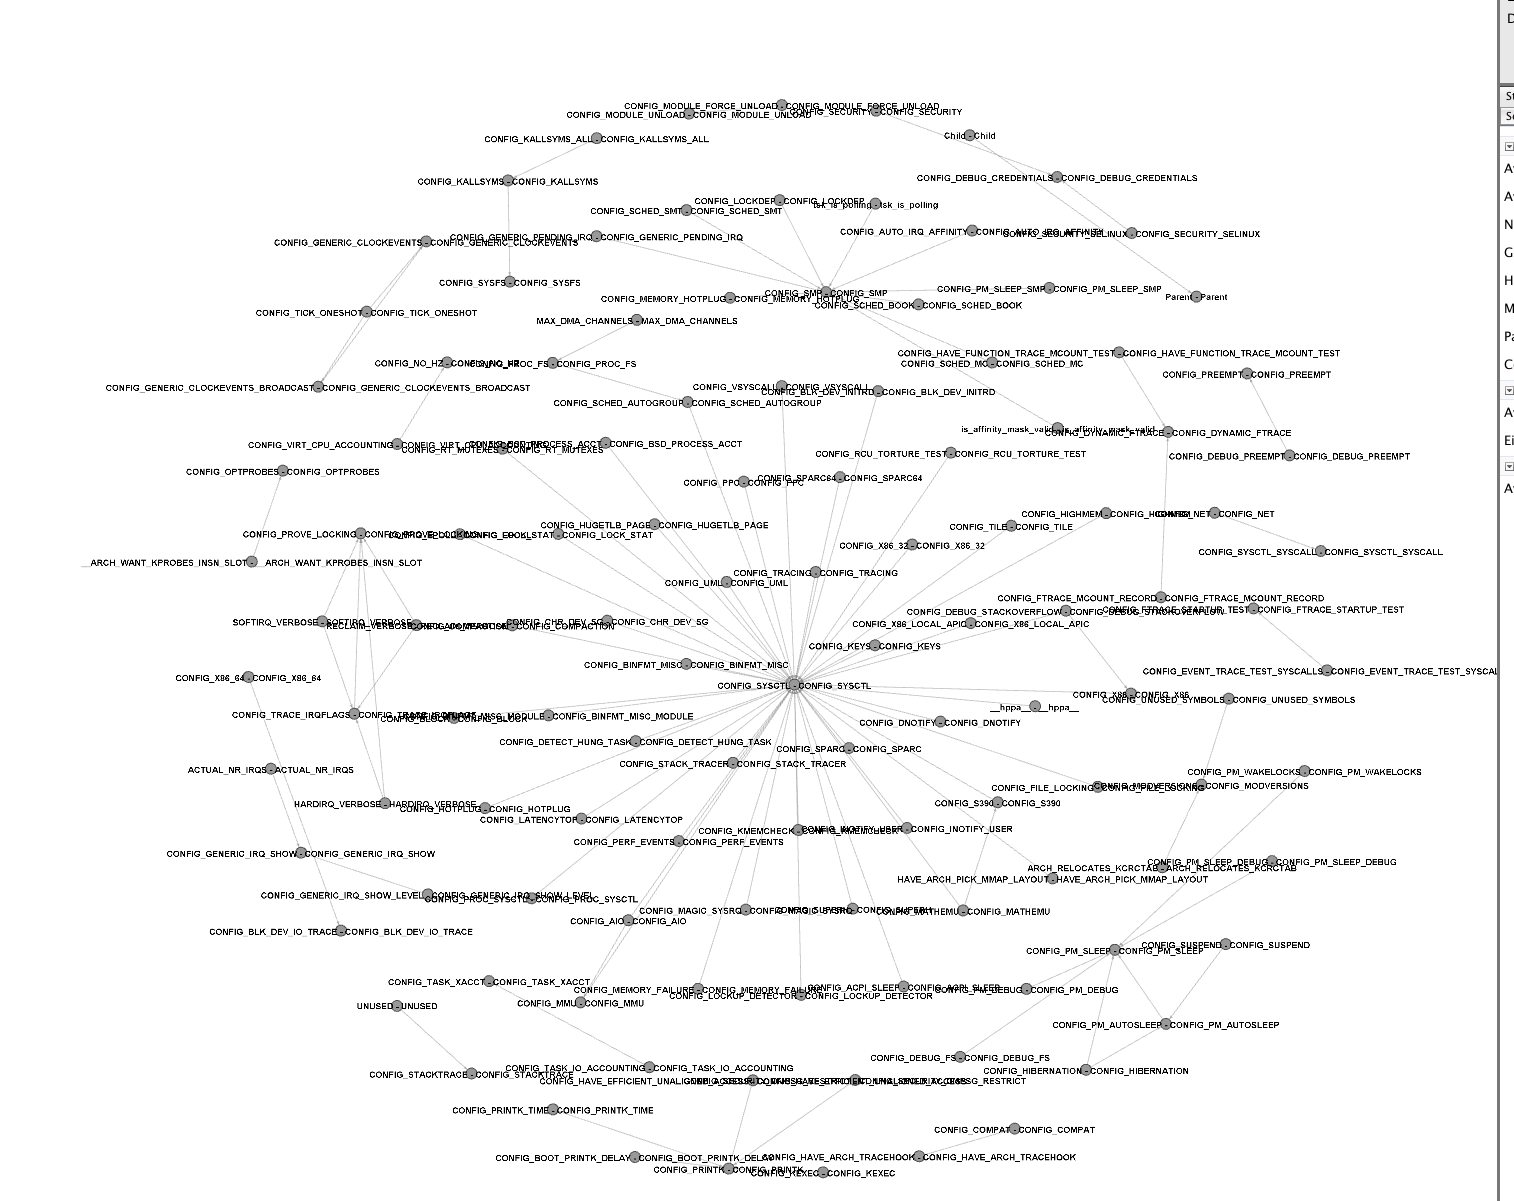 D
CONFIG_MODULE_FORCE_UNLOAD - CONFIG_MODULE_FORCE_UNLOAD
St
CONFIG_MODULE_UNLOAD - CONFIG_MODULE_UNLOAD
CONFIG_SECURITY - CONFIG_SECURITY
Se
CONFIG_KALLSYMS_ALL - CONFIG_KALLSYMS_ALL
Child - Child
CONFIG_KALLSYMS - CONFIG_KALLSYMS
CONFIG_DEBUG_CREDENTIALS - CONFIG_DEBUG_CREDENTIALS
CONFIG_LOCKDEP - CONFIG_LOCKDEP
tsk_is_polling - tsk_is_polling
CONFIG_SCHED_SMT - CONFIG_SCHED_SMT
CONFIG_GENERIC_CLOCKEVENTS - CONFIG_GENERIC_CLOCKEVENTS
CONFIG_GENERIC_PENDING_IRQ - CONFIG_GENERIC_PENDING_IRQ
CONFIG_AUTO_IRQ_AFFINITY - CONFIG_AUTO_IRQ_AFFINITY
CONFIG_SECURITY_SELINUX - CONFIG_SECURITY_SELINUX
CONFIG_SYSFS - CONFIG_SYSFS
CONFIG_SMP - CONFIG_SMP
CONFIG_PM_SLEEP_SMP - CONFIG_PM_SLEEP_SMP
CONFIG_MEMORY_HOTPLUG - CONFIG_MEMORY_HOTPLUG
Parent - Parent
CONFIG_SCHED_BOOK - CONFIG_SCHED_BOOK
CONFIG_TICK_ONESHOT - CONFIG_TICK_ONESHOT
MAX_DMA_CHANNELS - MAX_DMA_CHANNELS
CONFIG_HAVE_FUNCTION_TRACE_MCOUNT_TEST - CONFIG_HAVE_FUNCTION_TRACE_MCOUNT_TEST
CONFIG_NO_HZ - CONFIG_NO_HZ
CONFIG_PROC_FS - CONFIG_PROC_FS
CONFIG_SCHED_MC - CONFIG_SCHED_MC
CONFIG_PREEMPT - CONFIG_PREEMPT
CONFIG_GENERIC_CLOCKEVENTS_BROADCAST - CONFIG_GENERIC_CLOCKEVENTS_BROADCAST
CONFIG_VSYSCALL - CONFIG_VSYSCALL
CONFIG_BLK_DEV_INITRD - CONFIG_BLK_DEV_INITRD
CONFIG_SCHED_AUTOGROUP - CONFIG_SCHED_AUTOGROUP
is_affinity_mask_valid - is_affinity_mask_valid
CONFIG_DYNAMIC_FTRACE - CONFIG_DYNAMIC_FTRACE
CONFIG_VIRT_CPU_ACCOUNTING - CONFIG_VIRT_CPU_ACCOUNTING
CONFIG_BSD_PROCESS_ACCT - CONFIG_BSD_PROCESS_ACCT
CONFIG_RT_MUTEXES - CONFIG_RT_MUTEXES
CONFIG_RCU_TORTURE_TEST - CONFIG_RCU_TORTURE_TEST
CONFIG_DEBUG_PREEMPT - CONFIG_DEBUG_PREEMPT
CONFIG_OPTPROBES - CONFIG_OPTPROBES
CONFIG_PPC - CONFIG_PPC
CONFIG_SPARC64 - CONFIG_SPARC64
CONFIG_HIGHMEM - CONFIG_HIGHMEM
CONFIG_NET - CONFIG_NET
CONFIG_HUGETLB_PAGE - CONFIG_HUGETLB_PAGE
CONFIG_TILE - CONFIG_TILE
CONFIG_PROVE_LOCKING - CONFIG_PROVE_LOCKING
CONFIG_LOCK_STAT
CONFIG_X86_32 - CONFIG_X86_32
CONFIG_SYSCTL_SYSCALL - CONFIG_SYSCTL_SYSCALL
__ARCH_WANT_KPROBES_INSN_SLOT - __ARCH_WANT_KPROBES_INSN_SLOT
CONFIG_TRACING - CONFIG_TRACING
CONFIG_UML - CONFIG_UML
CONFIG_FTRACE_MCOUNT_RECORD - CONFIG_FTRACE_MCOUNT_RECORD
CONFIG_DEBUG_STACKOVERFLOW - CONFIG_DEBUG_STACKOVERFLOW
CONFIG_FTRACE_STARTUP_TEST - CONFIG_FTRACE_STARTUP_TEST
SOFTIRQ_VERBOSE - SOFTIRQ_VERBOSE
CONFIG_CHR_DEV_SG - CONFIG_CHR_DEV_SG
CONFIG_X86_LOCAL_APIC - CONFIG_X86_LOCAL_APIC
CONFIG_COMPACTION
CONFIG_KEYS - CONFIG_KEYS
CONFIG_BINFMT_MISC - CONFIG_BINFMT_MISC
CONFIG_EVENT_TRACE_TEST_SYSCALLS - CONFIG_EVENT_TRACE_TEST_SYSCAL
CONFIG_X86_64 - CONFIG_X86_64
CONFIG_SYSCTL - CONFIG_SYSCTL
CONFIG_X86 - CONFIG_X86
CONFIG_UNUSED_SYMBOLS - CONFIG_UNUSED_SYMBOLS
__hppa__ - __hppa__
CONFIG_TRACE_IRQFLAGS - CONFIG_TRACE_IRQFLAGS
CONFIG_BINFMT_MISC_MODULE
CONFIG_BLOCK - CONFIG_BLOCK
CONFIG_DNOTIFY - CONFIG_DNOTIFY
CONFIG_DETECT_HUNG_TASK - CONFIG_DETECT_HUNG_TASK
CONFIG_SPARC - CONFIG_SPARC
CONFIG_STACK_TRACER - CONFIG_STACK_TRACER
ACTUAL_NR_IRQS - ACTUAL_NR_IRQS
CONFIG_PM_WAKELOCKS - CONFIG_PM_WAKELOCKS
CONFIG_FILE_LOCKING - CONFIG_FILE_LOCKING
CONFIG_MODVERSIONS - CONFIG_MODVERSIONS
HARDIRQ_VERBOSE - HARDIRQ_VERBOSE
CONFIG_HOTPLUG - CONFIG_HOTPLUG
CONFIG_S390 - CONFIG_S390
CONFIG_LATENCYTOP - CONFIG_LATENCYTOP
CONFIG_KMEMCHECK - CONFIG_KMEMCHECK
CONFIG_INOTIFY_USER - CONFIG_INOTIFY_USER
CONFIG_PERF_EVENTS - CONFIG_PERF_EVENTS
CONFIG_GENERIC_IRQ_SHOW - CONFIG_GENERIC_IRQ_SHOW
CONFIG_PM_SLEEP_DEBUG - CONFIG_PM_SLEEP_DEBUG
ARCH_RELOCATES_KCRCTAB - ARCH_RELOCATES_KCRCTAB
HAVE_ARCH_PICK_MMAP_LAYOUT - HAVE_ARCH_PICK_MMAP_LAYOUT
CONFIG_GENERIC_IRQ_SHOW_LEVEL - CONFIG_GENERIC_IRQ_SHOW_LEVEL
CONFIG_PROC_SYSCTL - CONFIG_PROC_SYSCTL
CONFIG_MAGIC_SYSRQ - CONFIG_MAGIC_SYSRQ
CONFIG_MATHEMU - CONFIG_MATHEMU
CONFIG_AIO - CONFIG_AIO
CONFIG_BLK_DEV_IO_TRACE - CONFIG_BLK_DEV_IO_TRACE
CONFIG_PM_SLEEP - CONFIG_PM_SLEEP
CONFIG_SUSPEND - CONFIG_SUSPEND
CONFIG_TASK_XACCT - CONFIG_TASK_XACCT
CONFIG_MEMORY_FAILURE - CONFIG_MEMORY_FAILURE
CONFIG_ACPI_SLEEP - CONFIG_ACPI_SLEEP
CONFIG_PM_DEBUG - CONFIG_PM_DEBUG
CONFIG_LOCKUP_DETECTOR - CONFIG_LOCKUP_DETECTOR
UNUSED - UNUSED
CONFIG_MMU - CONFIG_MMU
CONFIG_PM_AUTOSLEEP - CONFIG_PM_AUTOSLEEP
CONFIG_DEBUG_FS - CONFIG_DEBUG_FS
CONFIG_TASK_IO_ACCOUNTING - CONFIG_TASK_IO_ACCOUNTING
CONFIG_HIBERNATION - CONFIG_HIBERNATION
CONFIG_STACKTRACE - CONFIG_STACKTRACE
CONFIG_PRINTK_TIME - CONFIG_PRINTK_TIME
CONFIG_COMPAT - CONFIG_COMPAT
CONFIG_BOOT_PRINTK_DELAY - CONFIG_BOOT_PRINTK_DELAY
CONFIG_HAVE_ARCH_TRACEHOOK - CONFIG_HAVE_ARCH_TRACEHOOK
CONFIG_PRINTK - CONFIG_PRINTK
CONFIG_KEXEC - CONFIG_KEXEC